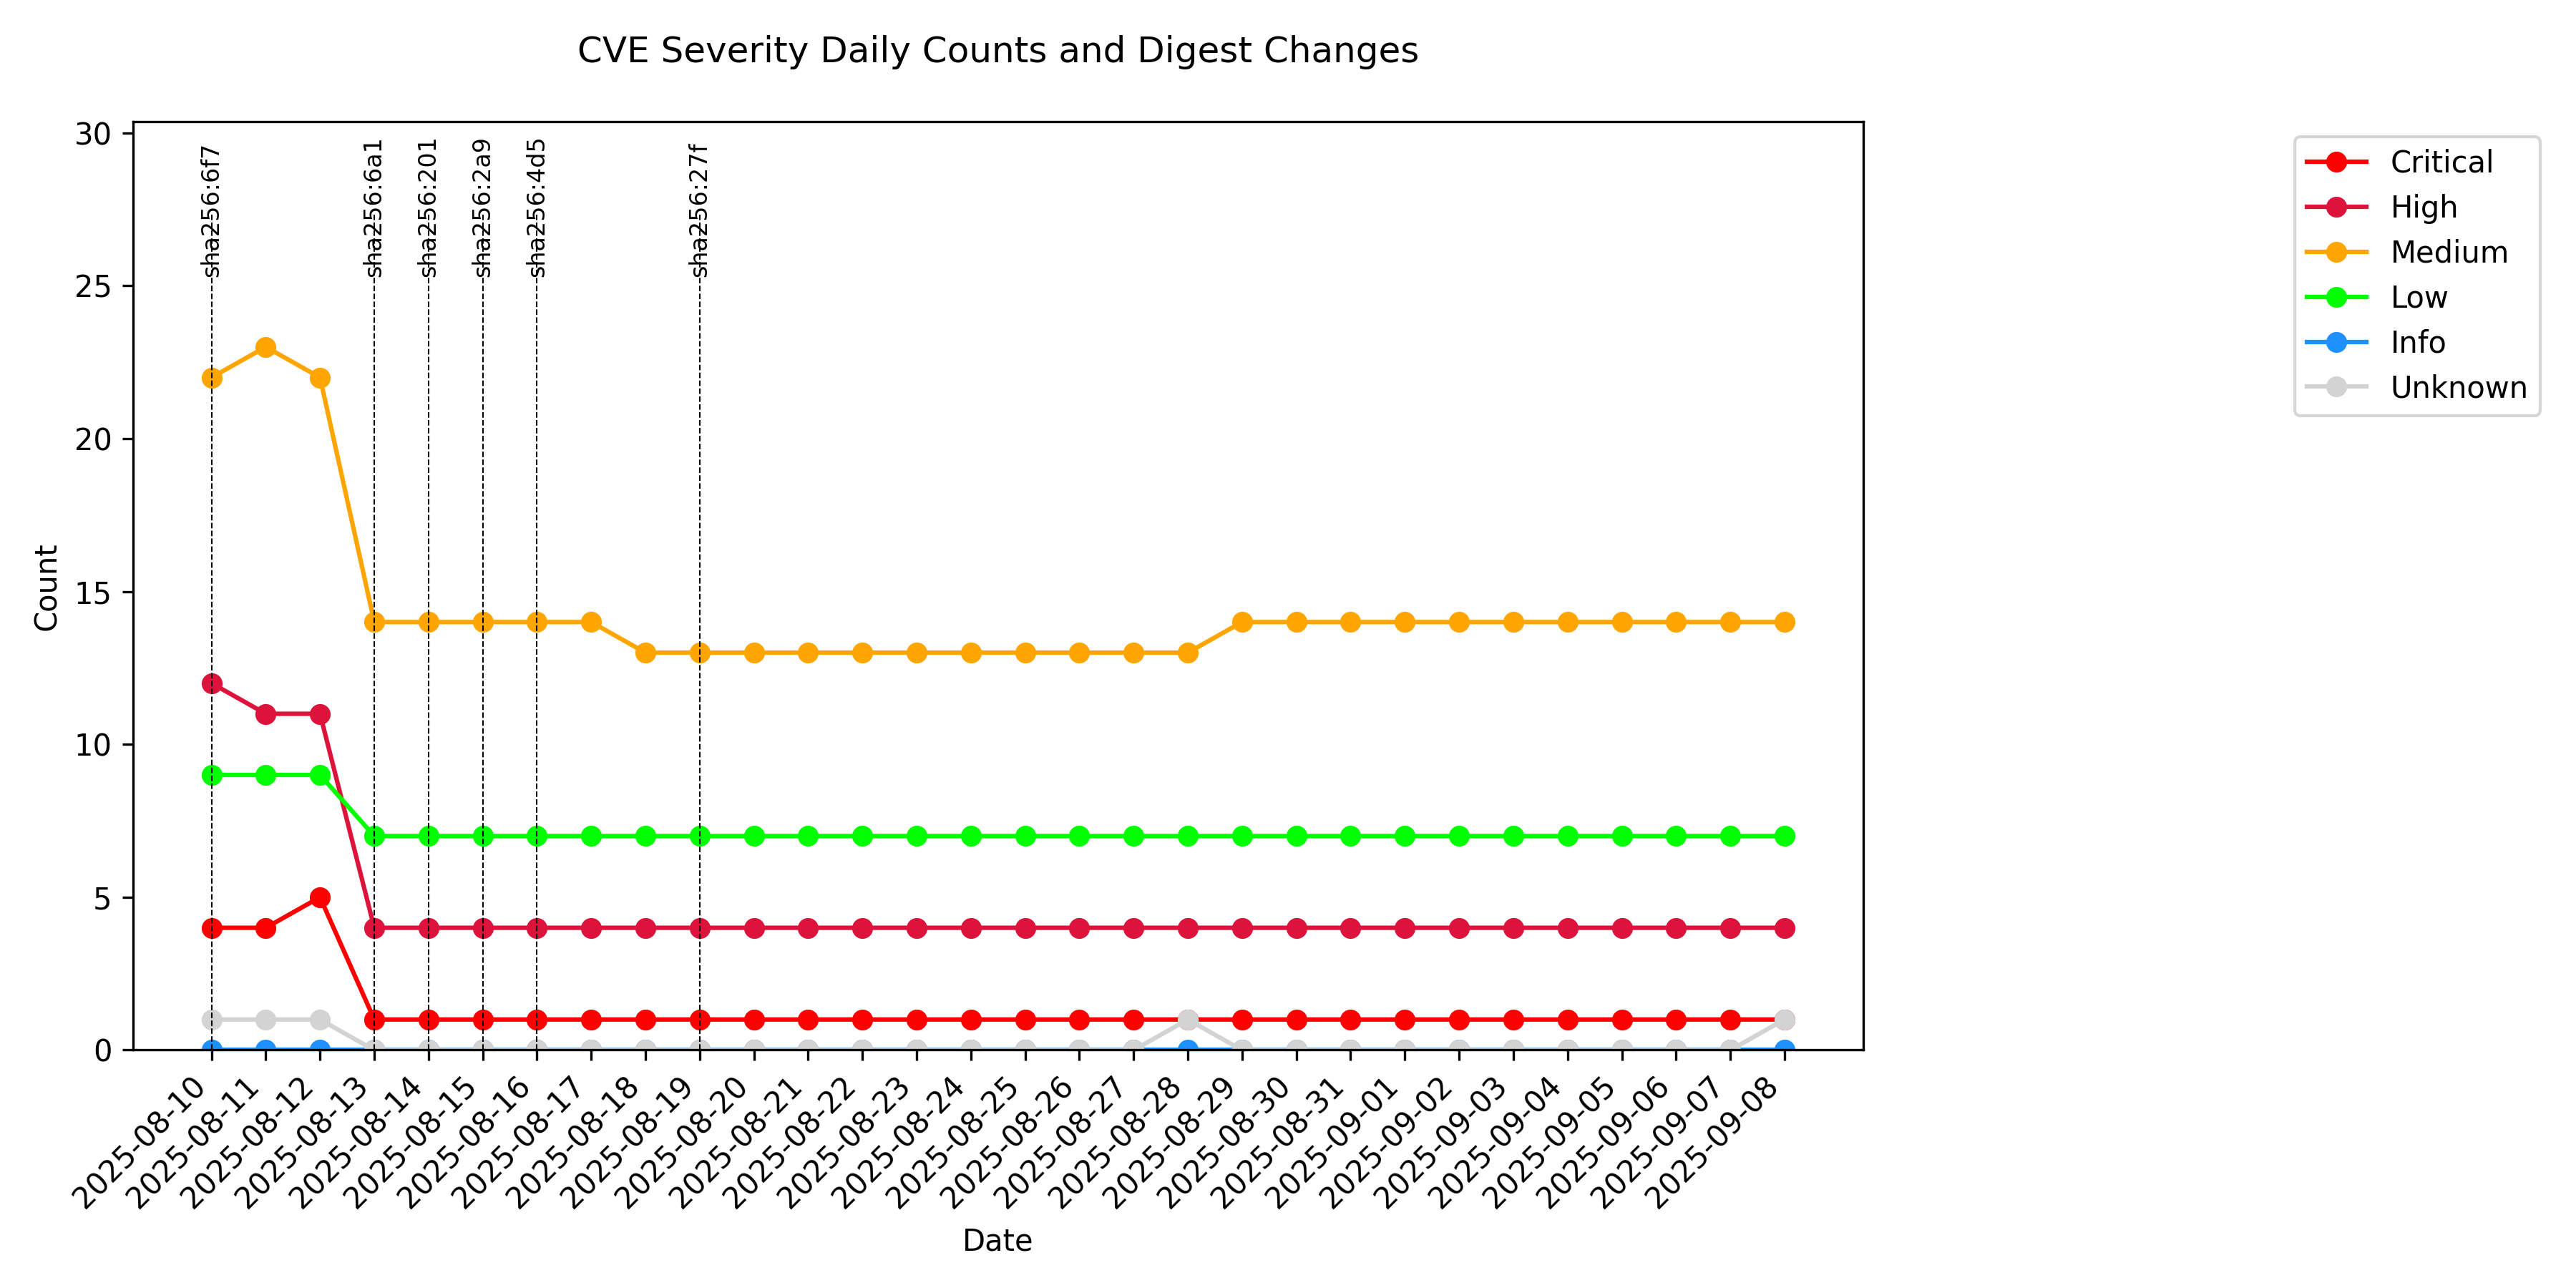 CVE Severity Daily Counts and Digest Changes
30
25
20
15
10
5
0
Count
sha256:6f7
sha256:6a1
sha256:201
sha256:2a9
sha256:4d5
sha256:27f
Critical
High
Medium
Low
Info
Unknown
2025-08-10
2025-08-11
2025-08-12
2025-08-13
2025-08-14
2025-08-15
2025-08-16
2025-08-17
2025-08-18
2025-08-19
2025-08-20
2025-08-21
2025-08-22
2025-08-23
2025-08-24
2025-08-25
2025-08-26
2025-08-27
2025-08-28
2025-08-29
2025-08-30
2025-08-31
2025-09-01
2025-09-02
2025-09-03
2025-09-04
2025-09-05
2025-09-06
2025-09-07
2025-09-08
Date